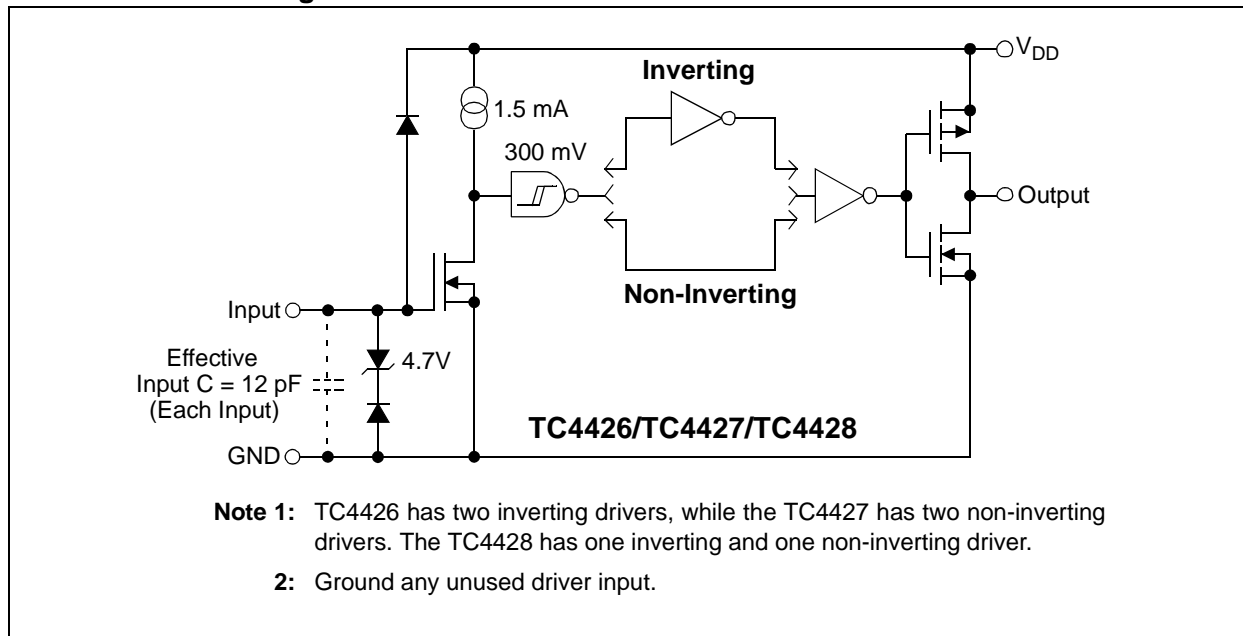 V_DD
Inverting
1.5 mA
300 mV
Output
Non-Inverting
Input
Effective
Input C = 12 pF
(Each Input)
4.7V
TC4426/TC4427/TC4428
GND
Note 1: TC4426 has two inverting drivers, while the TC4427 has two non-inverting
drivers. The TC4428 has one inverting and one non-inverting driver.
2: Ground any unused driver input.